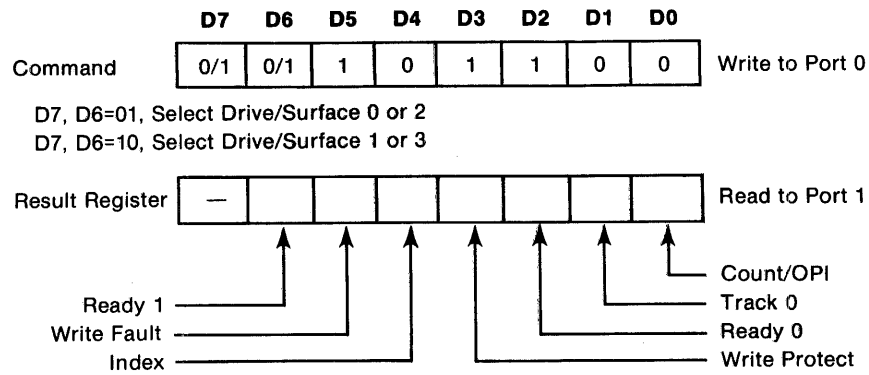 D7 D6 D5 D4 D3 D2 D1 D0
Command 0/1 0/1 1 0 1 1 0 0 Write to Port 0
D7, D6=01, Select Drive/Surface 0 or 2
D7, D6=10, Select Drive/Surface 1 or 3
Result Register — Read to Port 1
Count/OPI
Ready 1 Track 0
Write Fault Ready 0
Index Write Protect